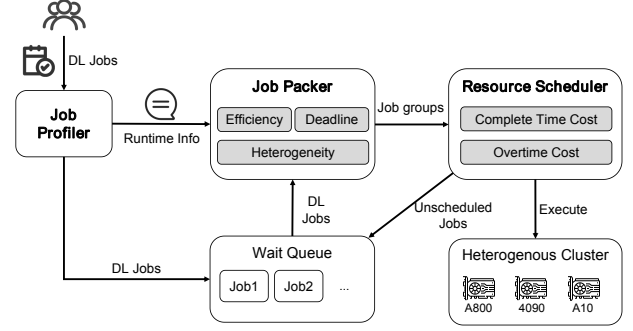 DL Jobs
Job
Profiler
Runtime Info
Job Packer
Efficiency
Deadline
Heterogeneity
Job groups
Resource Scheduler
Complete Time Cost
Overtime Cost
DL
Jobs
Unscheduled
Jobs
Execute
DL Jobs
Wait Queue
Job1
Job2
...
Heterogenous Cluster
A800
4090
A10